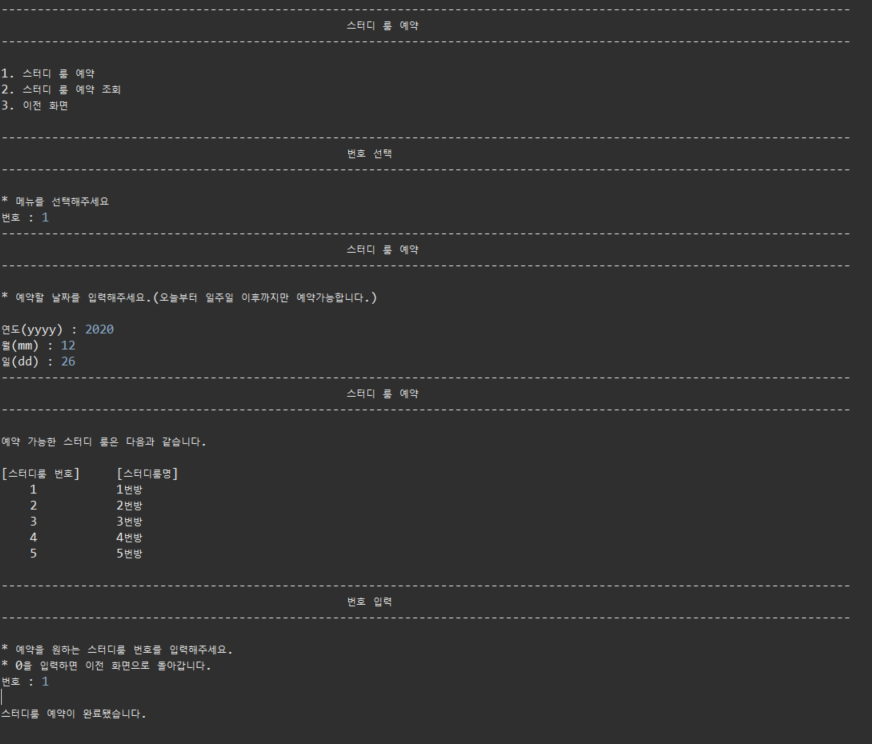 --------------------------------------------------------------------------------------------------------------
스터디 룸 예약
--------------------------------------------------------------------------------------------------------------
1. 스터디 룸 예약
2. 스터디 룸 예약 조회
3. 이전 화면
--------------------------------------------------------------------------------------------------------------
번호 선택
--------------------------------------------------------------------------------------------------------------
* 메뉴를 선택해주세요
번호 : 1
--------------------------------------------------------------------------------------------------------------
스터디 룸 예약
--------------------------------------------------------------------------------------------------------------
* 예약할 날짜를 입력해주세요.(오늘부터 일주일 이후까지만 예약가능합니다.)
연도(yyyy) : 2020
월(mm) : 12
일(dd) : 26
--------------------------------------------------------------------------------------------------------------
스터디 룸 예약
--------------------------------------------------------------------------------------------------------------
예약 가능한 스터디 룸은 다음과 같습니다.
[스터디룸 번호] [스터디룸명]
1 1번방
2 2번방
3 3번방
4 4번방
5 5번방
--------------------------------------------------------------------------------------------------------------
번호 입력
--------------------------------------------------------------------------------------------------------------
* 예약을 원하는 스터디룸 번호를 입력해주세요.
* 0을 입력하면 이전 화면으로 돌아갑니다.
번호 : 1
스터디룸 예약이 완료됐습니다.